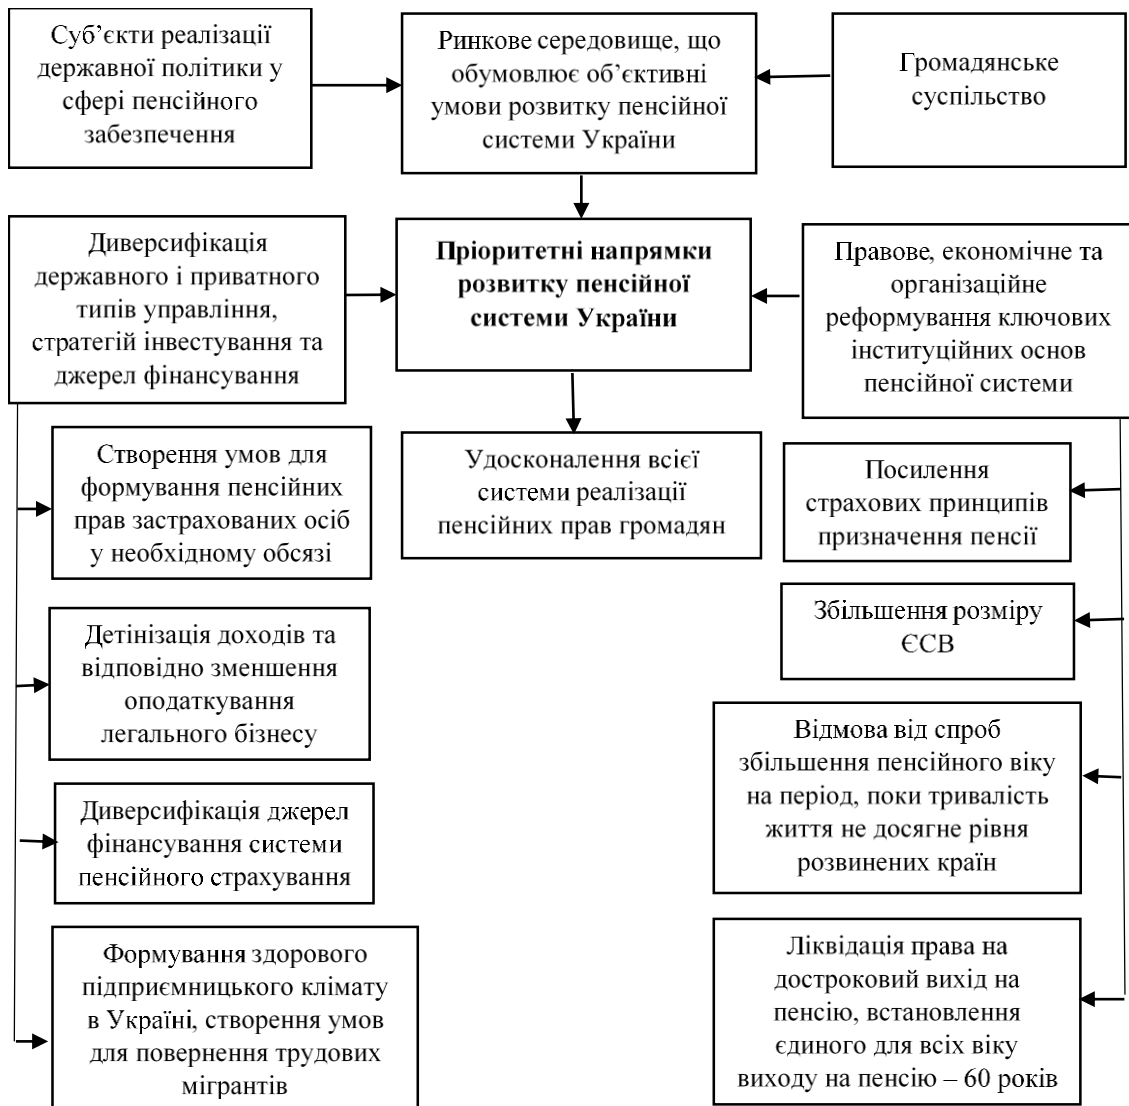 Суб’єкти реалізації
державної політики у
сфері пенсійного
забезпечення
Ринкове середовище, що
обумовлює об’єктивні
умови розвитку пенсійної
системи України
Громадянське
суспільство
Диверсифікація
державного і приватного
типів управління,
стратегій інвестування та
джерел фінансування
Пріоритетні напрямки
розвитку пенсійної
системи України
Правове, економічне та
організаційне
реформування ключових
інституційних основ
пенсійної системи
Створення умов для
формування пенсійних
прав застрахованих осіб
у необхідному обсязі
Удосконалення всієї
системи реалізації
пенсійних прав громадян
Посилення
страхових принципів
призначення пенсії
Збільшення розміру
ЄСВ
Детінізація доходів та
відповідно зменшення
оподаткування
легального бізнесу
Відмова від спроб
збільшення пенсійного віку
на період, поки тривалість
життя не досягне рівня
розвинених країн
Диверсифікація джерел
фінансування системи
пенсійного страхування
Формування здорового
підприємницького клімату
в Україні, створення умов
для повернення трудових
мігрантів
Ліквідація права на
достроковий вихід на
пенсію, встановлення
єдиного для всіх віку
виходу на пенсію – 60 років